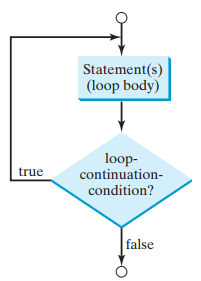 Statement(s)
(loop body)
true
loop-
continuation-
condition?
false